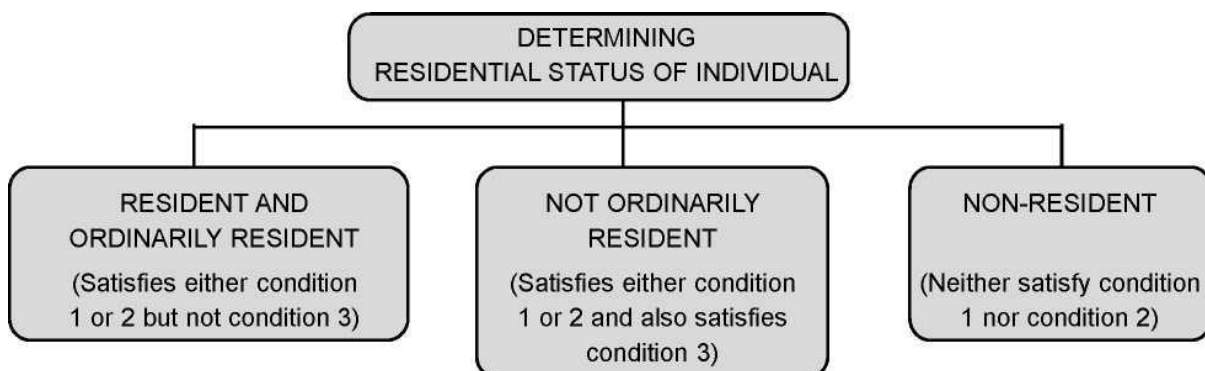 DETERMINING
RESIDENTIAL STATUS OF INDIVIDUAL
RESIDENT AND
ORDINARILY RESIDENT
(Satisfies either condition
1 or 2 but not condition 3)
NOT ORDINARILY
RESIDENT
(Satisfies either condition
1 or 2 and also satisfies
condition 3)
NON-RESIDENT
(Neither satisfy condition
1 nor condition 2)